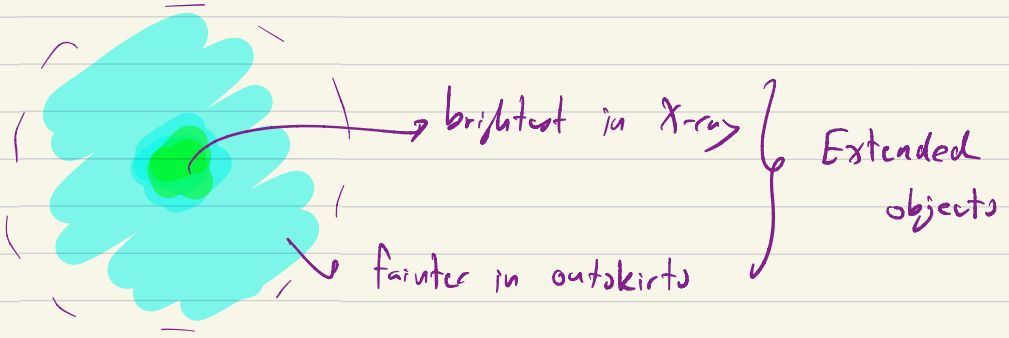 brightest in X-ray
Extended
objects
fainter in outskirts